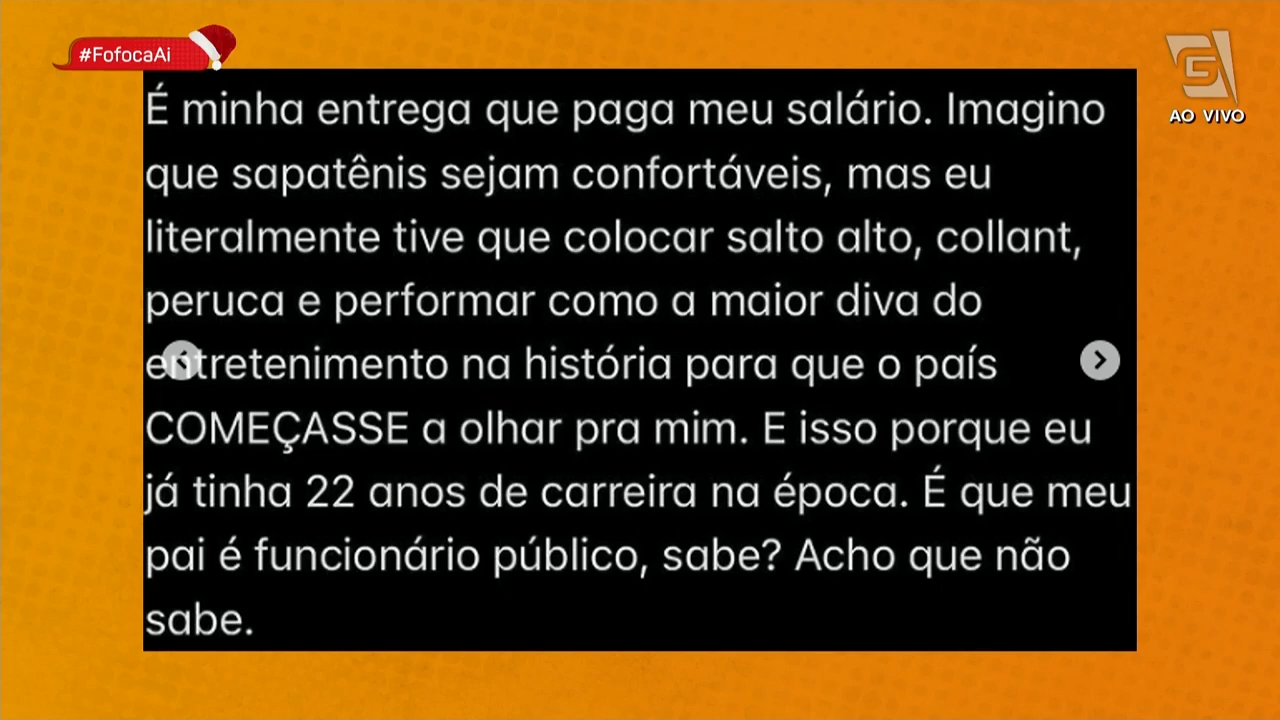 #FofocaAi
AO VIVO
É minha entrega que paga meu salário. Imagino
que sapatênis sejam confortáveis, mas eu
literalmente tive que colocar salto alto, collant,
peruca e performar como a maior diva do
entretenimento na história para que o país
COMEÇASSE a olhar pra mim. E isso porque eu
já tinha 22 anos de carreira na época. É que meu
pai é funcionário público, sabe? Acho que não
sabe.